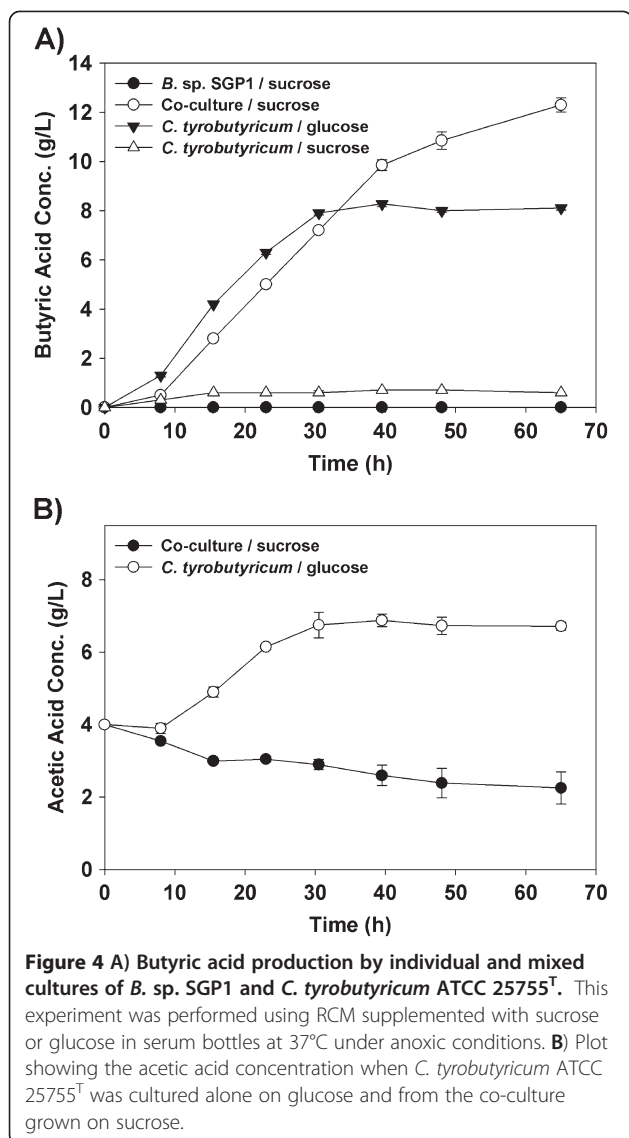 A)
14
12
10
8
6
4
2
0
Butyric Acid Conc. (g/L)
B. sp. SGP1 / sucrose
Co-culture / sucrose
C. tyrobutyricum / glucose
C. tyrobutyricum / sucrose
0 10 20 30 40 50 60 70
Time (h)
B)
8
6
4
2
0
Acetic Acid Conc. (g/L)
Co-culture / sucrose
C. tyrobutyricum / glucose
0 10 20 30 40 50 60 70
Time (h)
Figure 4 A) Butyric acid production by individual and mixed
cultures of B. sp. SGP1 and C. tyrobutyricum ATCC 25755ᵀ. This
experiment was performed using RCM supplemented with sucrose
or glucose in serum bottles at 37°C under anoxic conditions. B) Plot
showing the acetic acid concentration when C. tyrobutyricum ATCC
25755ᵀ was cultured alone on glucose and from the co-culture
grown on sucrose.